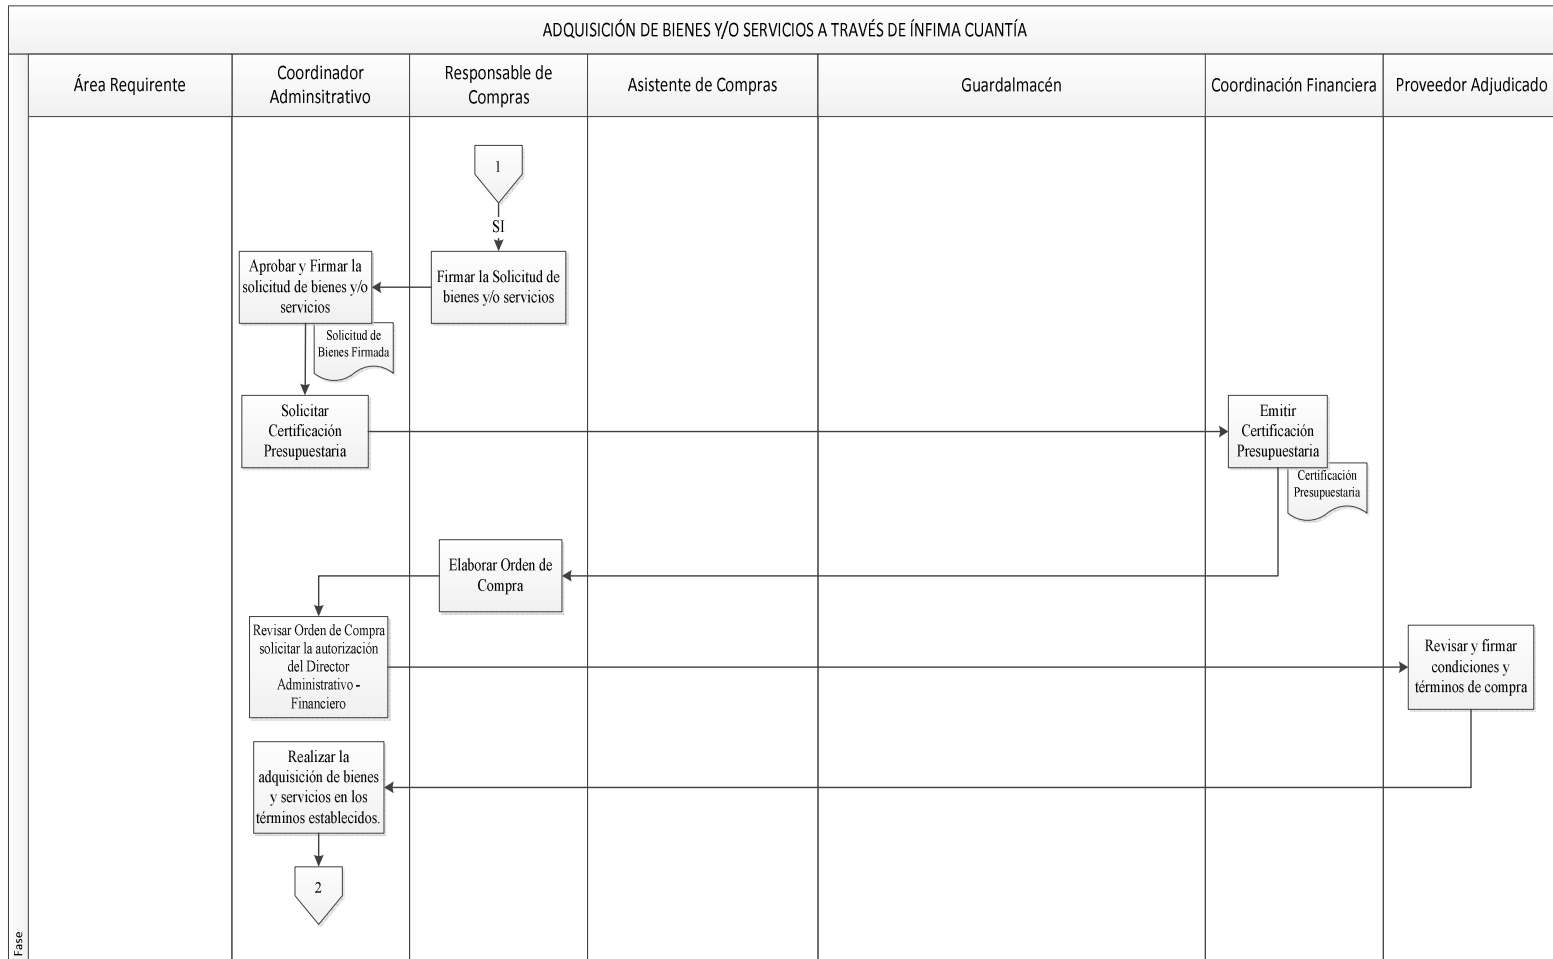 ADQUISICIÓN DE BIENES Y/O SERVICIOS A TRAVÉS DE ÍNFIMA CUANTÍA
Área Requirente
Coordinador
Adminsitrativo
Responsable de
Compras
Asistente de Compras
Guardalmacén
Coordinación Financiera
Proveedor Adjudicado
1
SI
Firmar la Solicitud de
bienes y/o servicios
Aprobar y Firmar la
solicitud de bienes y/o
servicios
Solicitud de
Bienes Firmada
Solicitar
Certificación
Presupuestaria
Emitir
Certificación
Presupuestaria
Certificación
Presupuestaria
Elaborar Orden de
Compra
Revisar Orden de Compra
solicitar la autorización
del Director
Administrativo -
Financiero
Revisar y firmar
condiciones y
términos de compra
Realizar la
adquisición de bienes
y servicios en los
términos establecidos.
2
Fase